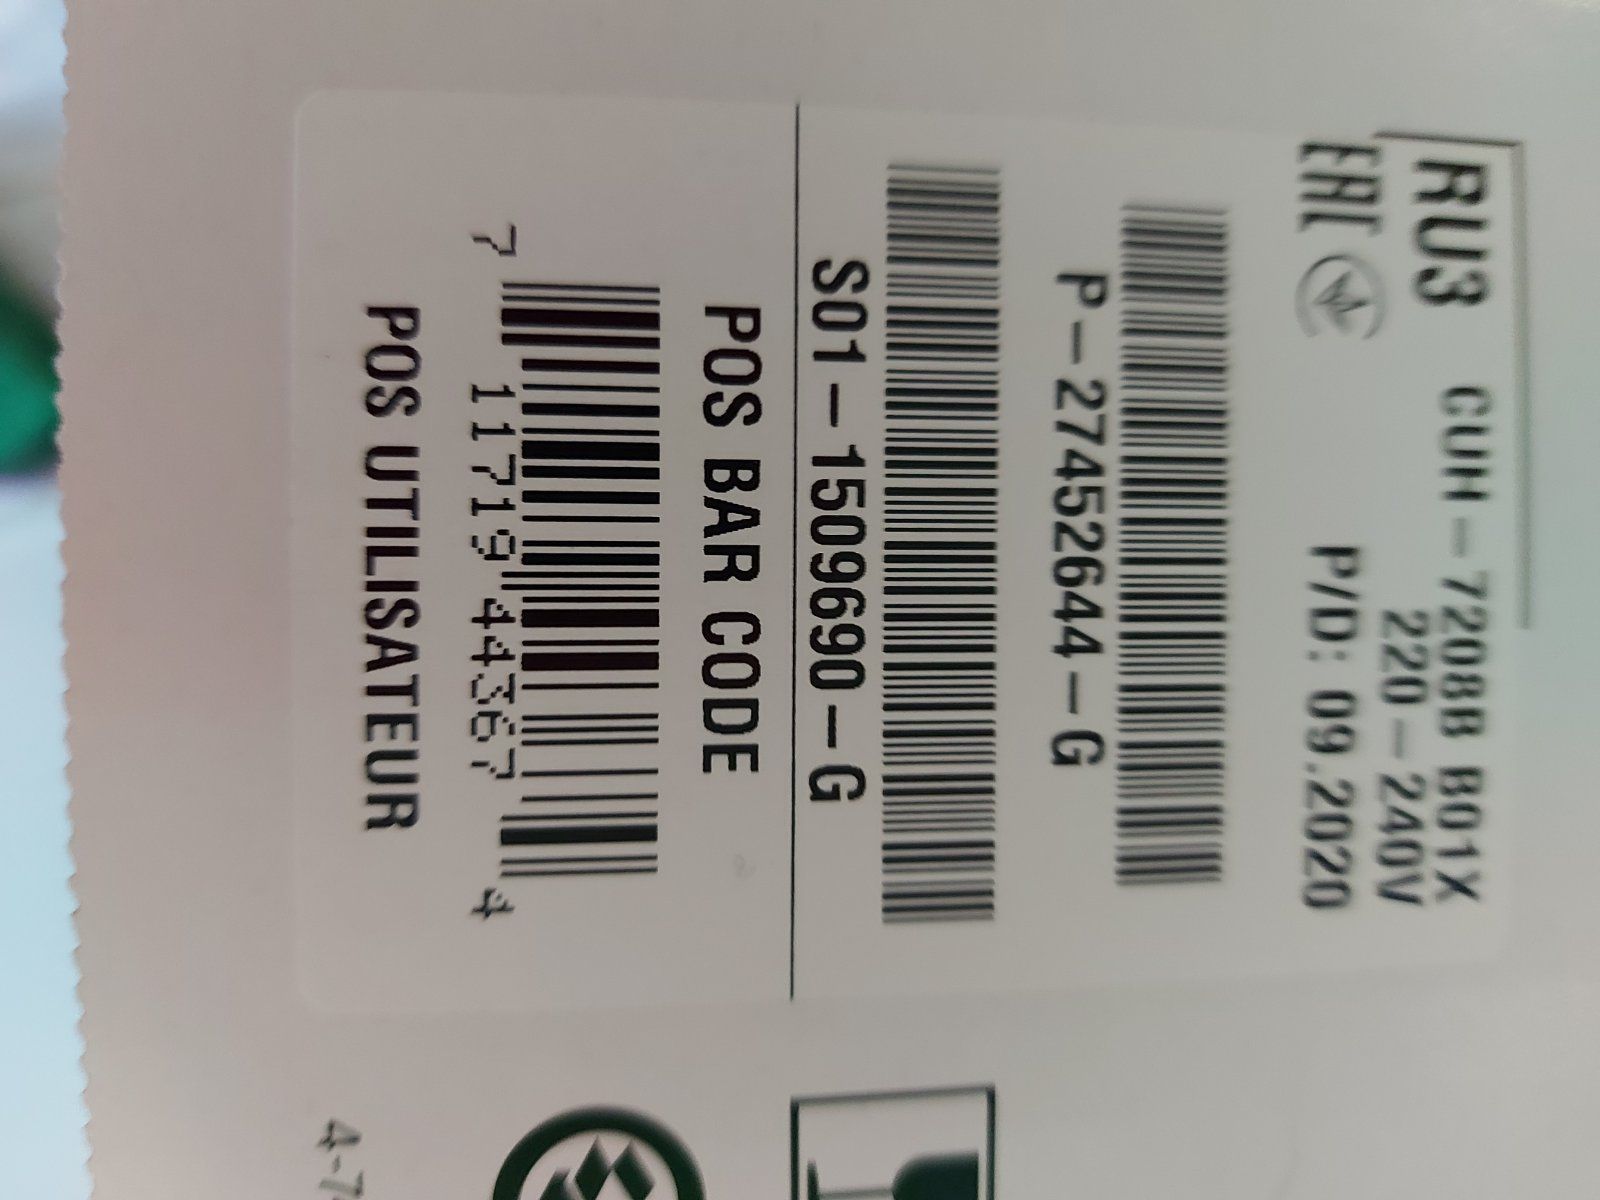 RU3 CUH-7208B B01X
220-240V
EAC P/D: 09.2020
P-27452644-G
S01-1509690-G
POS BAR CODE
7 11719 44367 4
POS UTILISATEUR